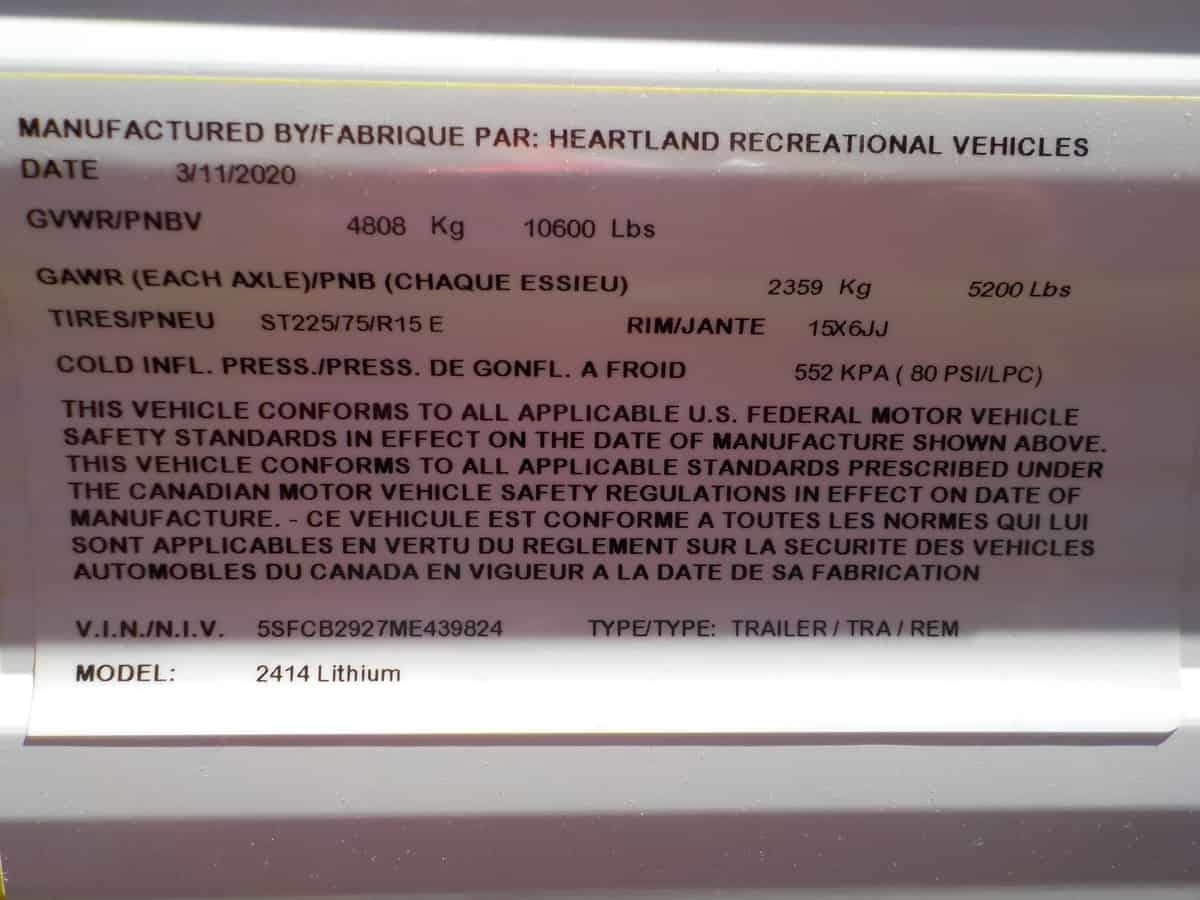 MANUFACTURED BY/FABRIQUE PAR: HEARTLAND RECREATIONAL VEHICLES
DATE 3/11/2020
GVWR/PNBV 4808 Kg 10600 Lbs
GAWR (EACH AXLE)/PNB (CHAQUE ESSIEU) 2359 Kg 5200 Lbs
TIRES/PNEU ST225/75/R15 E RIM/JANTE 15X6JJ
COLD INFL. PRESS./PRESS. DE GONFL. A FROID 552 KPA ( 80 PSI/LPC)
THIS VEHICLE CONFORMS TO ALL APPLICABLE U.S. FEDERAL MOTOR VEHICLE
SAFETY STANDARDS IN EFFECT ON THE DATE OF MANUFACTURE SHOWN ABOVE.
THIS VEHICLE CONFORMS TO ALL APPLICABLE STANDARDS PRESCRIBED UNDER
THE CANADIAN MOTOR VEHICLE SAFETY REGULATIONS IN EFFECT ON DATE OF
MANUFACTURE. - CE VEHICULE EST CONFORME A TOUTES LES NORMES QUI LUI
SONT APPLICABLES EN VERTU DU REGLEMENT SUR LA SECURITE DES VEHICLES
AUTOMOBLES DU CANADA EN VIGUEUR A LA DATE DE SA FABRICATION
V.I.N./N.I.V. 5SFCB2927ME439824 TYPE/TYPE: TRAILER / TRA / REM
MODEL: 2414 Lithium